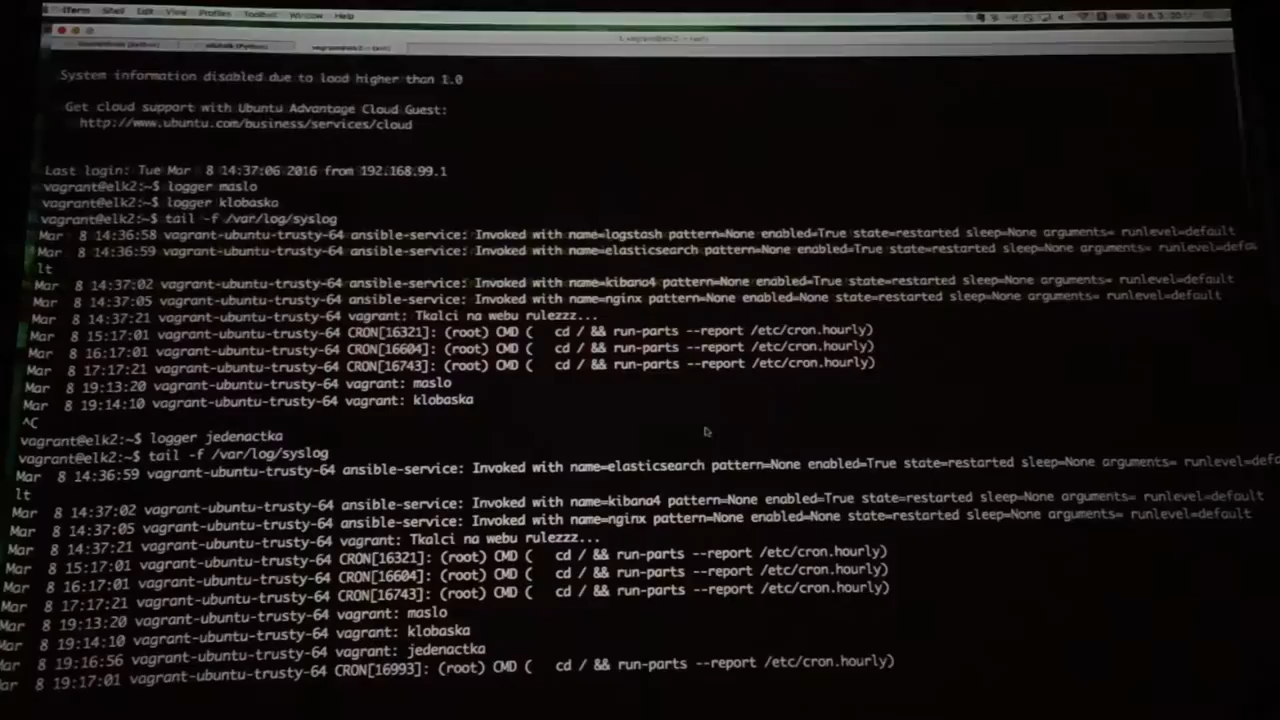 iTerm Shell Edit View Profiles Toolbelt Window Help
System information disabled due to load higher than 1.0
Get cloud support with Ubuntu Advantage Cloud Guest:
http://www.ubuntu.com/business/services/cloud
Last login: Tue Mar  8 14:37:06 2016 from 192.168.99.1
vagrant@elk2:~$ logger maslo
vagrant@elk2:~$ logger klobaska
vagrant@elk2:~$ tail -f /var/log/syslog
Mar  8 14:36:58 vagrant-ubuntu-trusty-64 ansible-service: Invoked with name=logstash pattern=None enabled=True state=restarted sleep=None arguments= runlevel=default
Mar  8 14:36:59 vagrant-ubuntu-trusty-64 ansible-service: Invoked with name=elasticsearch pattern=None enabled=True state=restarted sleep=None arguments= runlevel=defau
lt
Mar  8 14:37:02 vagrant-ubuntu-trusty-64 ansible-service: Invoked with name=kibana4 pattern=None enabled=True state=restarted sleep=None arguments= runlevel=default
Mar  8 14:37:05 vagrant-ubuntu-trusty-64 ansible-service: Invoked with name=nginx pattern=None enabled=None state=restarted sleep=None arguments= runlevel=default
Mar  8 14:37:21 vagrant-ubuntu-trusty-64 vagrant: Tkalci na webu rulezzz...
Mar  8 15:17:01 vagrant-ubuntu-trusty-64 CRON[16321]: (root) CMD (   cd / && run-parts --report /etc/cron.hourly)
Mar  8 16:17:01 vagrant-ubuntu-trusty-64 CRON[16604]: (root) CMD (   cd / && run-parts --report /etc/cron.hourly)
Mar  8 17:17:21 vagrant-ubuntu-trusty-64 CRON[16743]: (root) CMD (   cd / && run-parts --report /etc/cron.hourly)
Mar  8 19:13:20 vagrant-ubuntu-trusty-64 vagrant: maslo
Mar  8 19:14:10 vagrant-ubuntu-trusty-64 vagrant: klobaska
^C
vagrant@elk2:~$ logger jedenactka
vagrant@elk2:~$ tail -f /var/log/syslog
Mar  8 14:36:59 vagrant-ubuntu-trusty-64 ansible-service: Invoked with name=elasticsearch pattern=None enabled=True state=restarted sleep=None arguments= runlevel=defa
lt
Mar  8 14:37:02 vagrant-ubuntu-trusty-64 ansible-service: Invoked with name=kibana4 pattern=None enabled=True state=restarted sleep=None arguments= runlevel=default
Mar  8 14:37:05 vagrant-ubuntu-trusty-64 ansible-service: Invoked with name=nginx pattern=None enabled=None state=restarted sleep=None arguments= runlevel=default
Mar  8 14:37:21 vagrant-ubuntu-trusty-64 vagrant: Tkalci na webu rulezzz...
Mar  8 15:17:01 vagrant-ubuntu-trusty-64 CRON[16321]: (root) CMD (   cd / && run-parts --report /etc/cron.hourly)
Mar  8 16:17:01 vagrant-ubuntu-trusty-64 CRON[16604]: (root) CMD (   cd / && run-parts --report /etc/cron.hourly)
Mar  8 17:17:21 vagrant-ubuntu-trusty-64 CRON[16743]: (root) CMD (   cd / && run-parts --report /etc/cron.hourly)
Mar  8 19:13:20 vagrant-ubuntu-trusty-64 vagrant: maslo
Mar  8 19:14:10 vagrant-ubuntu-trusty-64 vagrant: klobaska
Mar  8 19:16:56 vagrant-ubuntu-trusty-64 vagrant: jedenactka
ar  8 19:17:01 vagrant-ubuntu-trusty-64 CRON[16993]: (root) CMD (   cd / && run-parts --report /etc/cron.hourly)